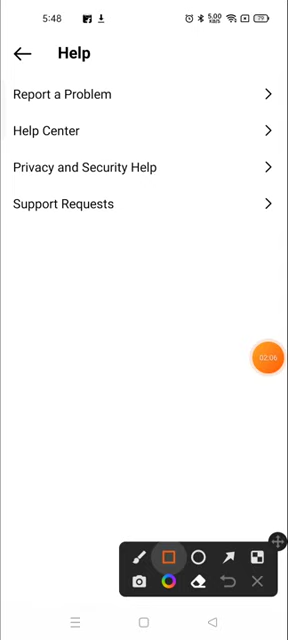 5:48
5.00
KB/S
79
Help
Report a Problem
Help Center
Privacy and Security Help
Support Requests
02:06